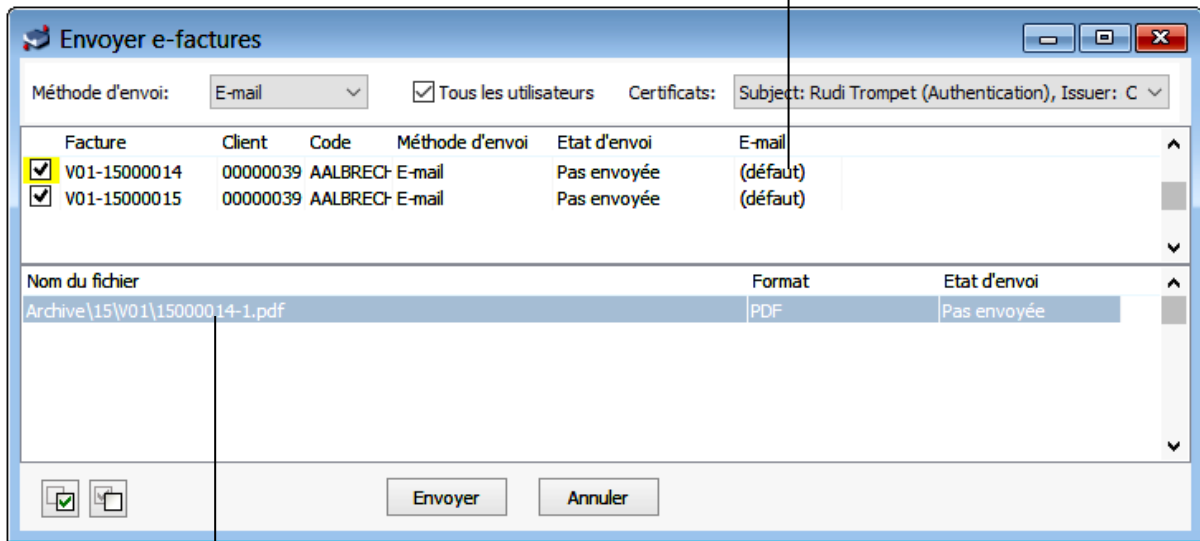 Envoyer e-factures
Méthode d'envoi: E-mail Tous les utilisateurs Certificats: Subject: Rudi Trompet (Authentication), Issuer: C
Facture Client Code Méthode d'envoi Etat d'envoi E-mail
V01-15000014 00000039 AALBRECH E-mail Pas envoyée (défaut)
V01-15000015 00000039 AALBRECH E-mail Pas envoyée (défaut)
Nom du fichier Format Etat d'envoi
Archive\15\V01\15000014-1.pdf PDF Pas envoyée
Envoyer Annuler